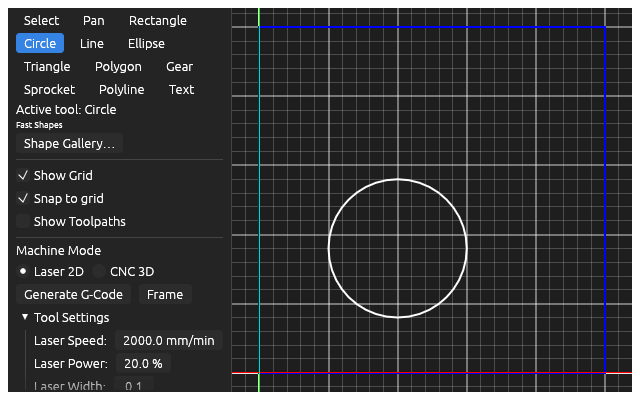 Select Pan Rectangle
Circle Line Ellipse
Triangle Polygon Gear
Sprocket Polyline Text
Active tool: Circle
Fast Shapes
Shape Gallery...
Show Grid
Snap to grid
Show Toolpaths
Machine Mode
Laser 2D CNC 3D
Generate G-Code Frame
Tool Settings
Laser Speed: 2000.0 mm/min
Laser Power: 20.0 %
Laser Width: 0.1